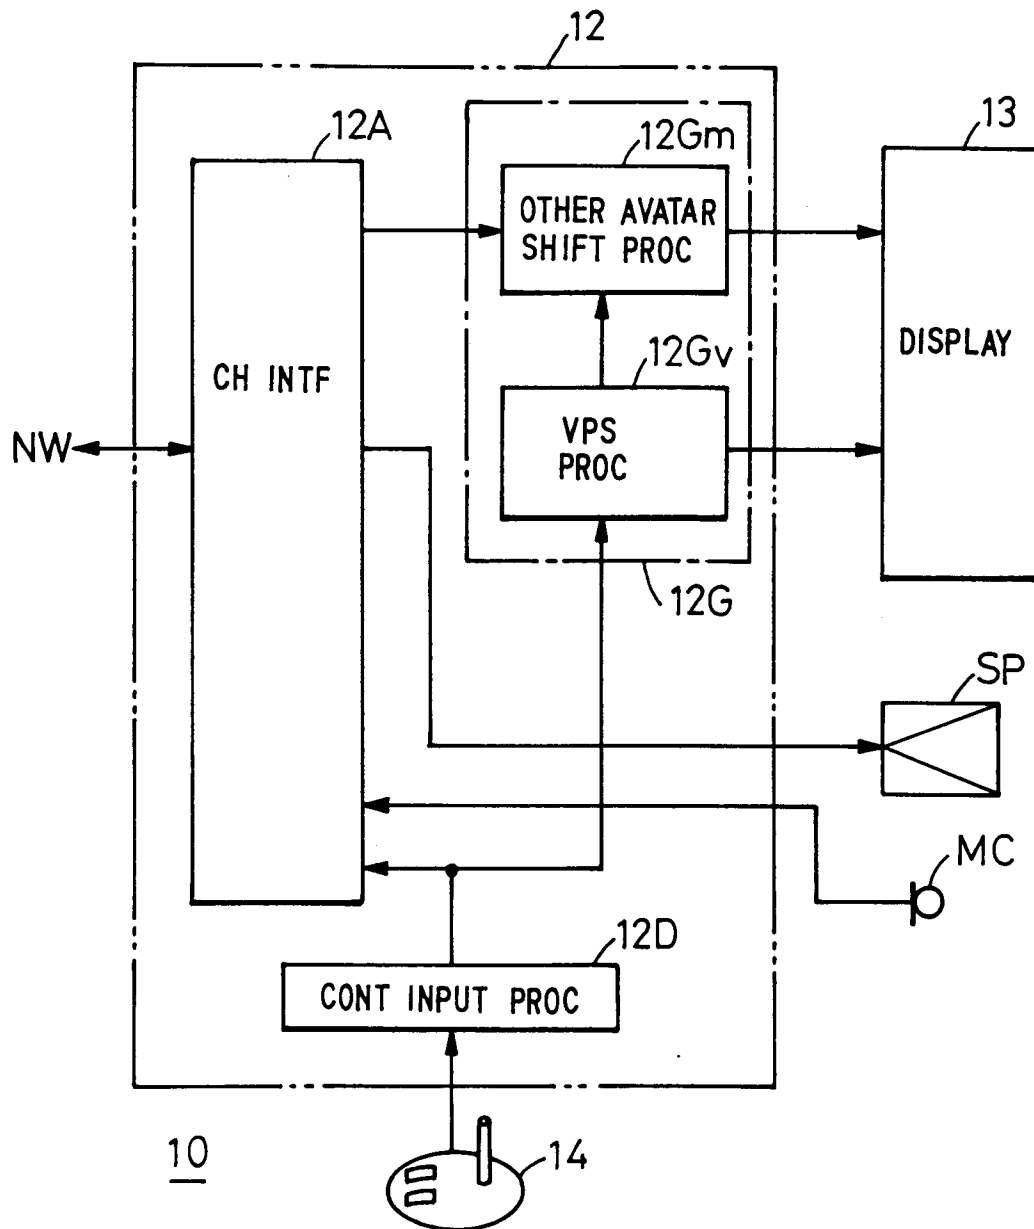 12
12A
12Gm
13
OTHER AVATAR
SHIFT PROC
CH INTF
12Gv
DISPLAY
NW
VPS
PROC
12G
SP
MC
12D
CONT INPUT PROC
10
14